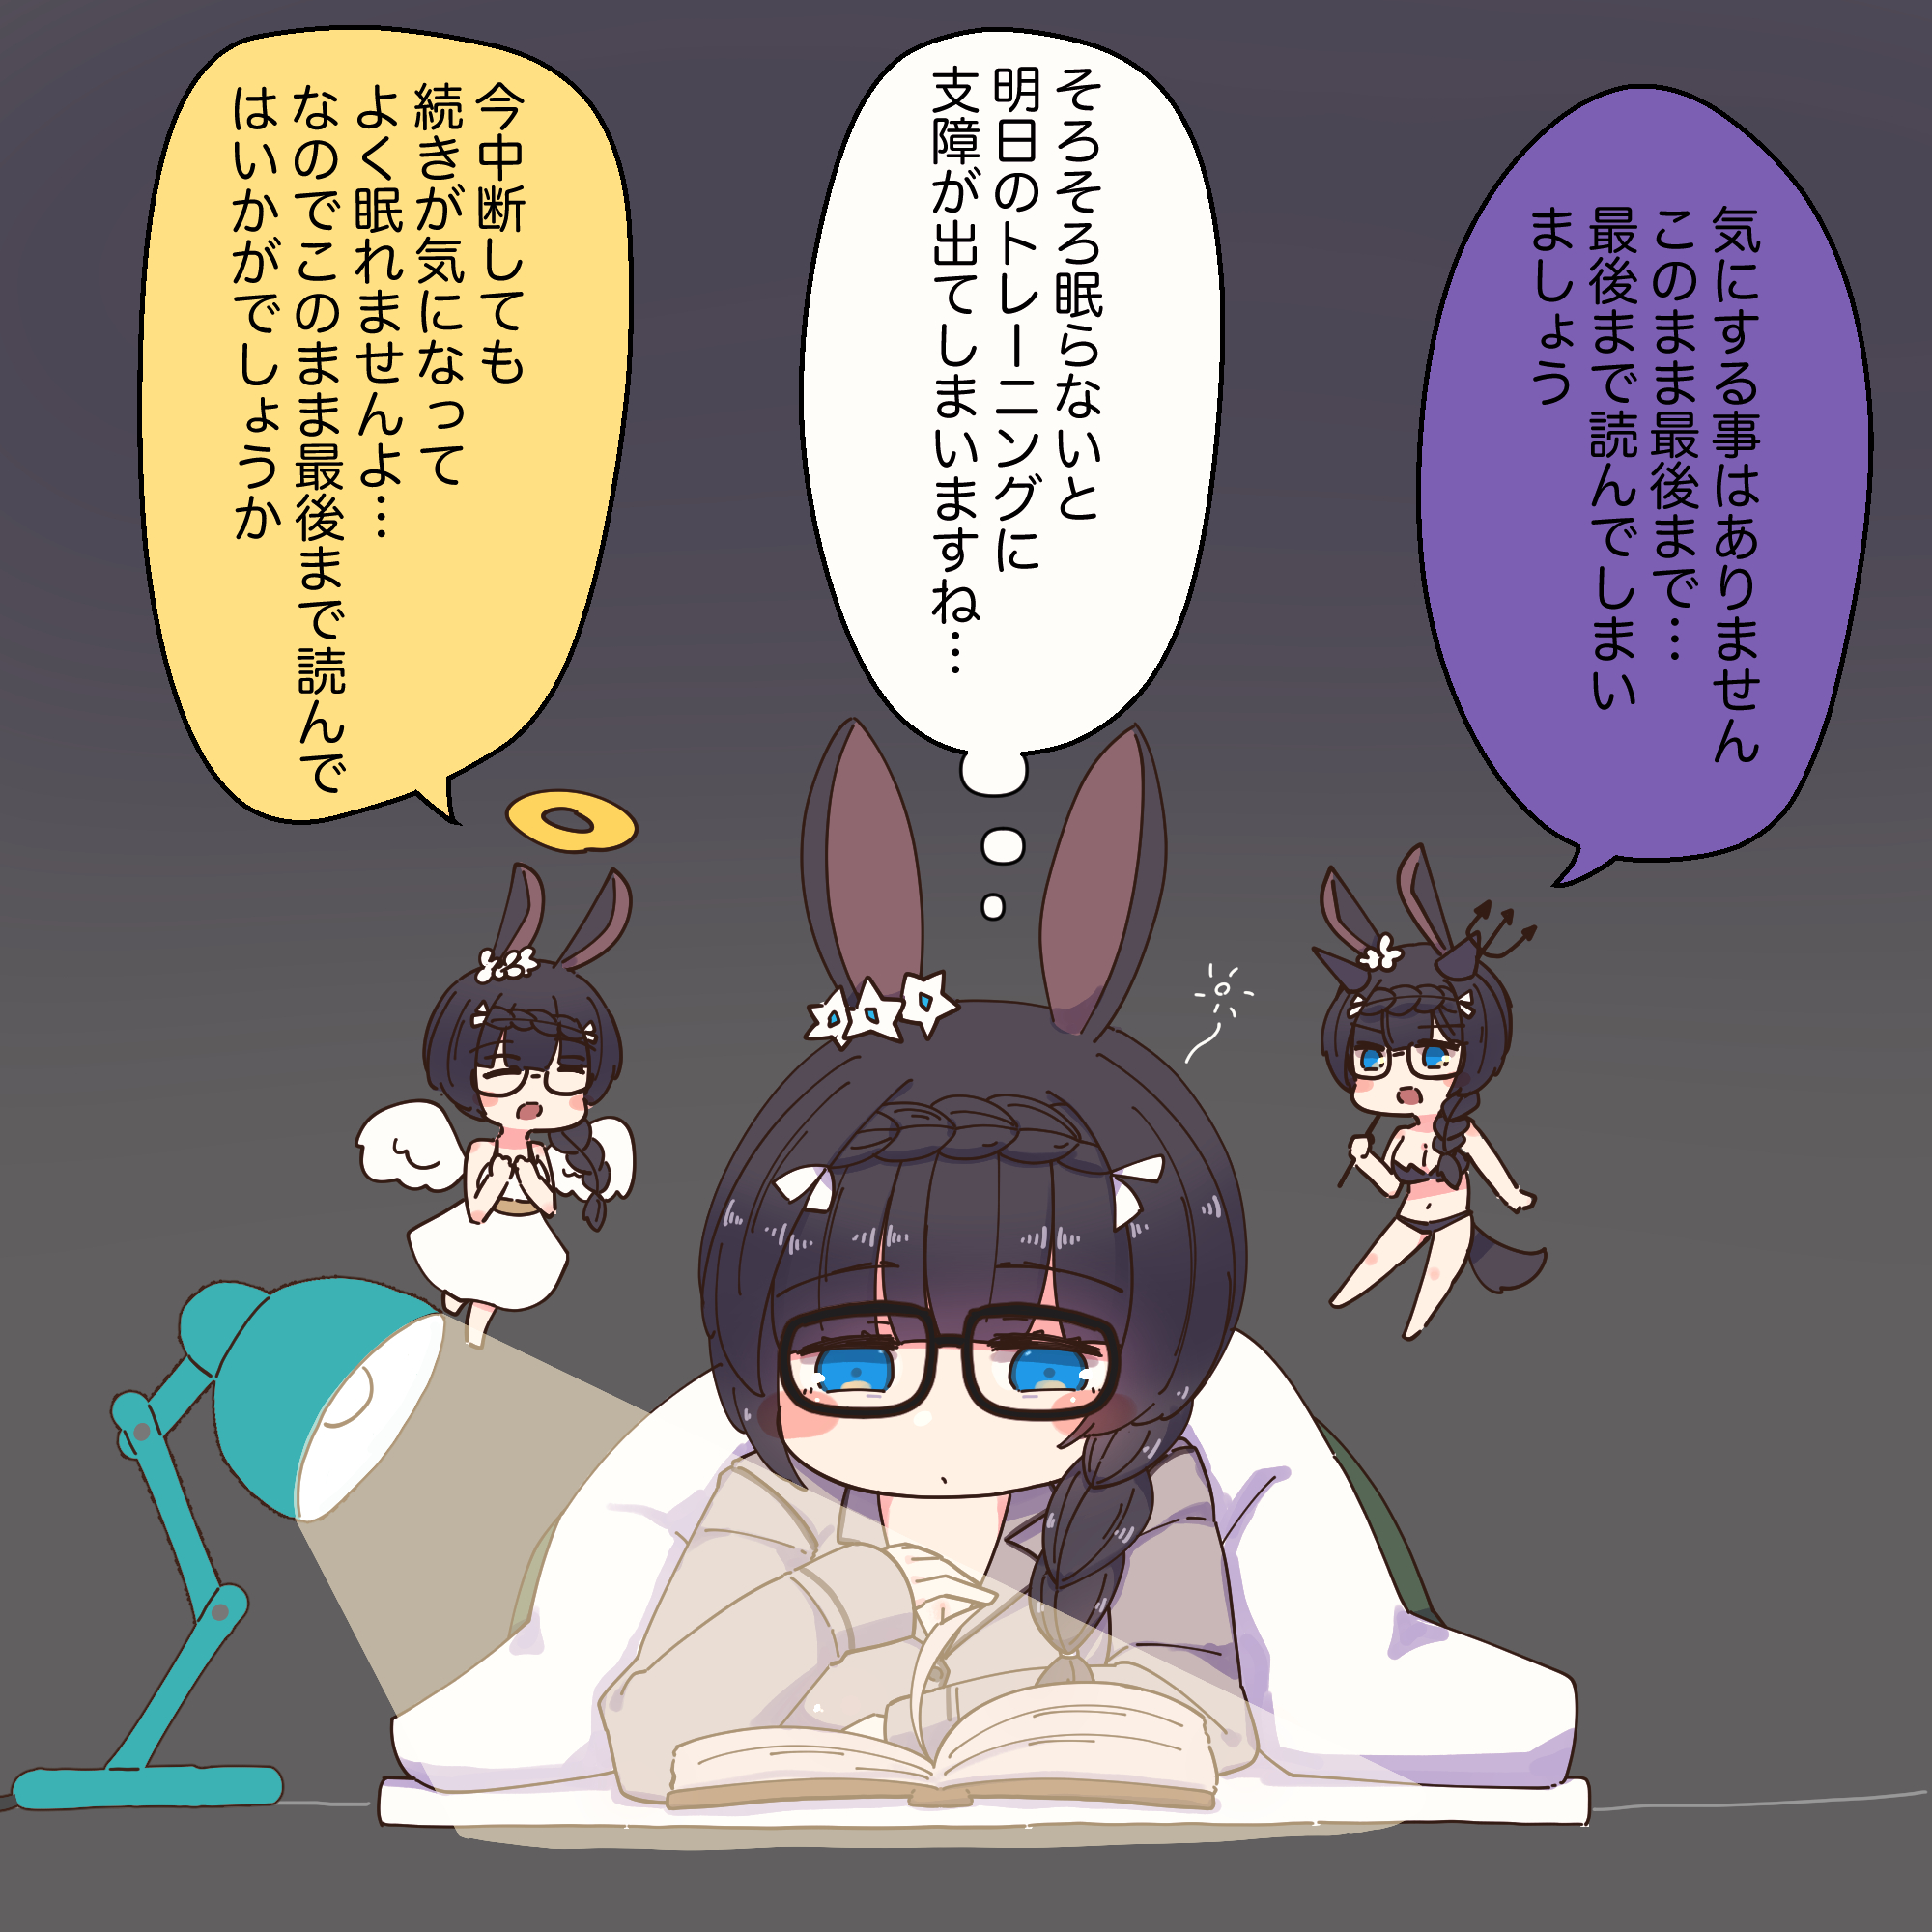 気にする事はありません
このまま最後まで…
最後まで読んでしまい
ましょう
そろそろ眠らないと
明日のトレーニングに
支障が出てしまいますね…
今中断しても
続きが気になって
よく眠れませんよ…
なのでこのまま最後まで読んで
はいかがでしょうか